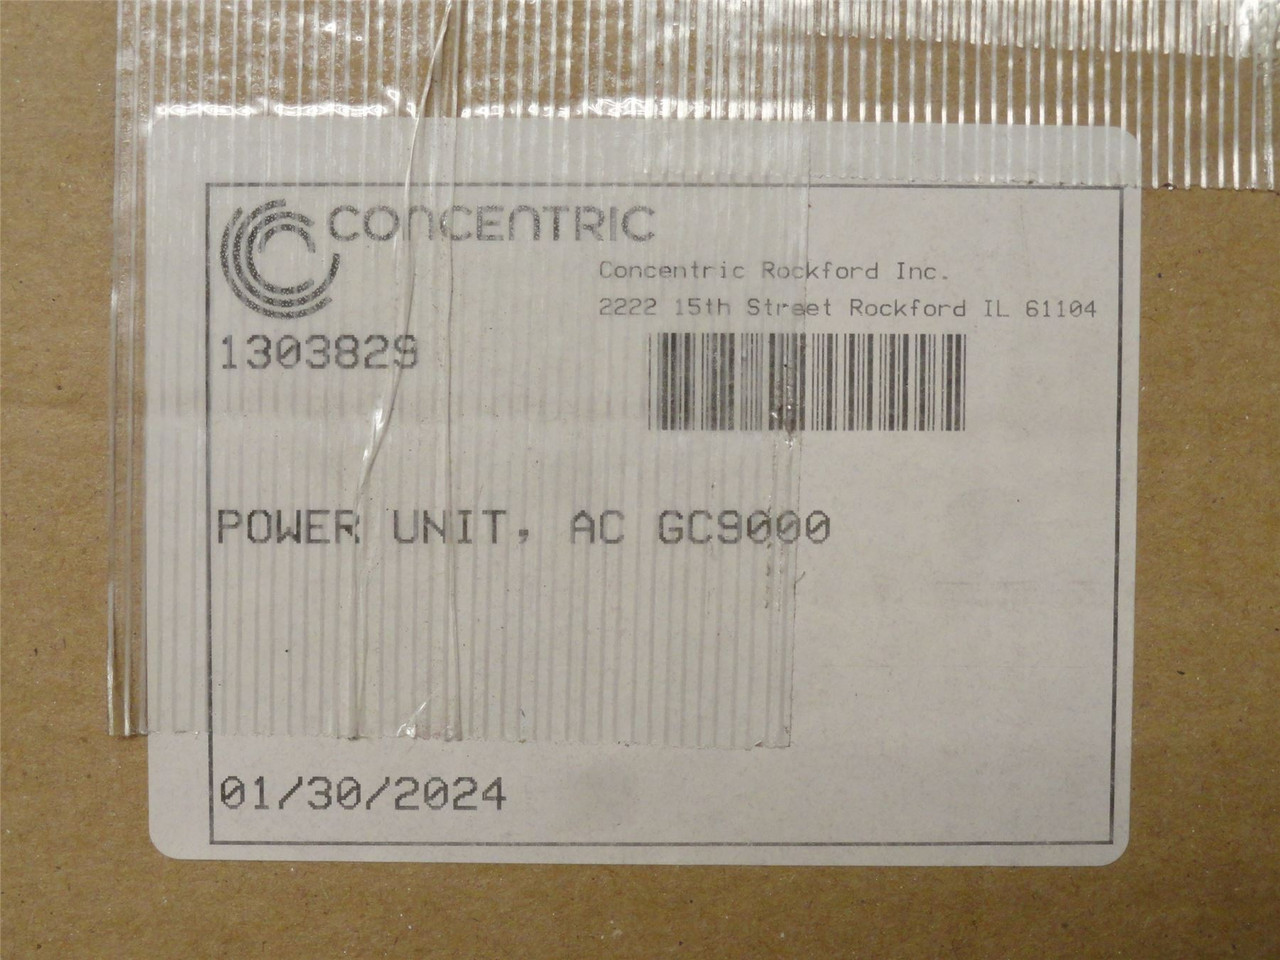 CONCENTRIC
Concentric Rockford Inc.
2222 15th Street Rockford IL 61104
1303829
POWER UNIT, AC GC9000
01/30/2024